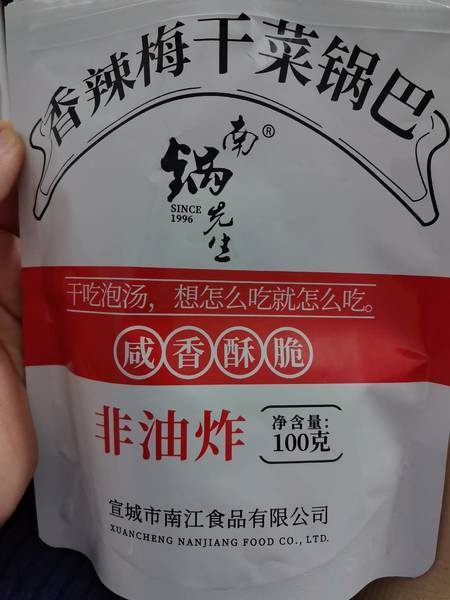 香辣梅干菜锅巴
南®
锅先生
SINCE
1996
干吃泡汤，想怎么吃就怎么吃。
咸香酥脆
非油炸
净含量：
100克
宣城市南江食品有限公司
XUANCHENG NANJIANG FOOD CO., LTD.